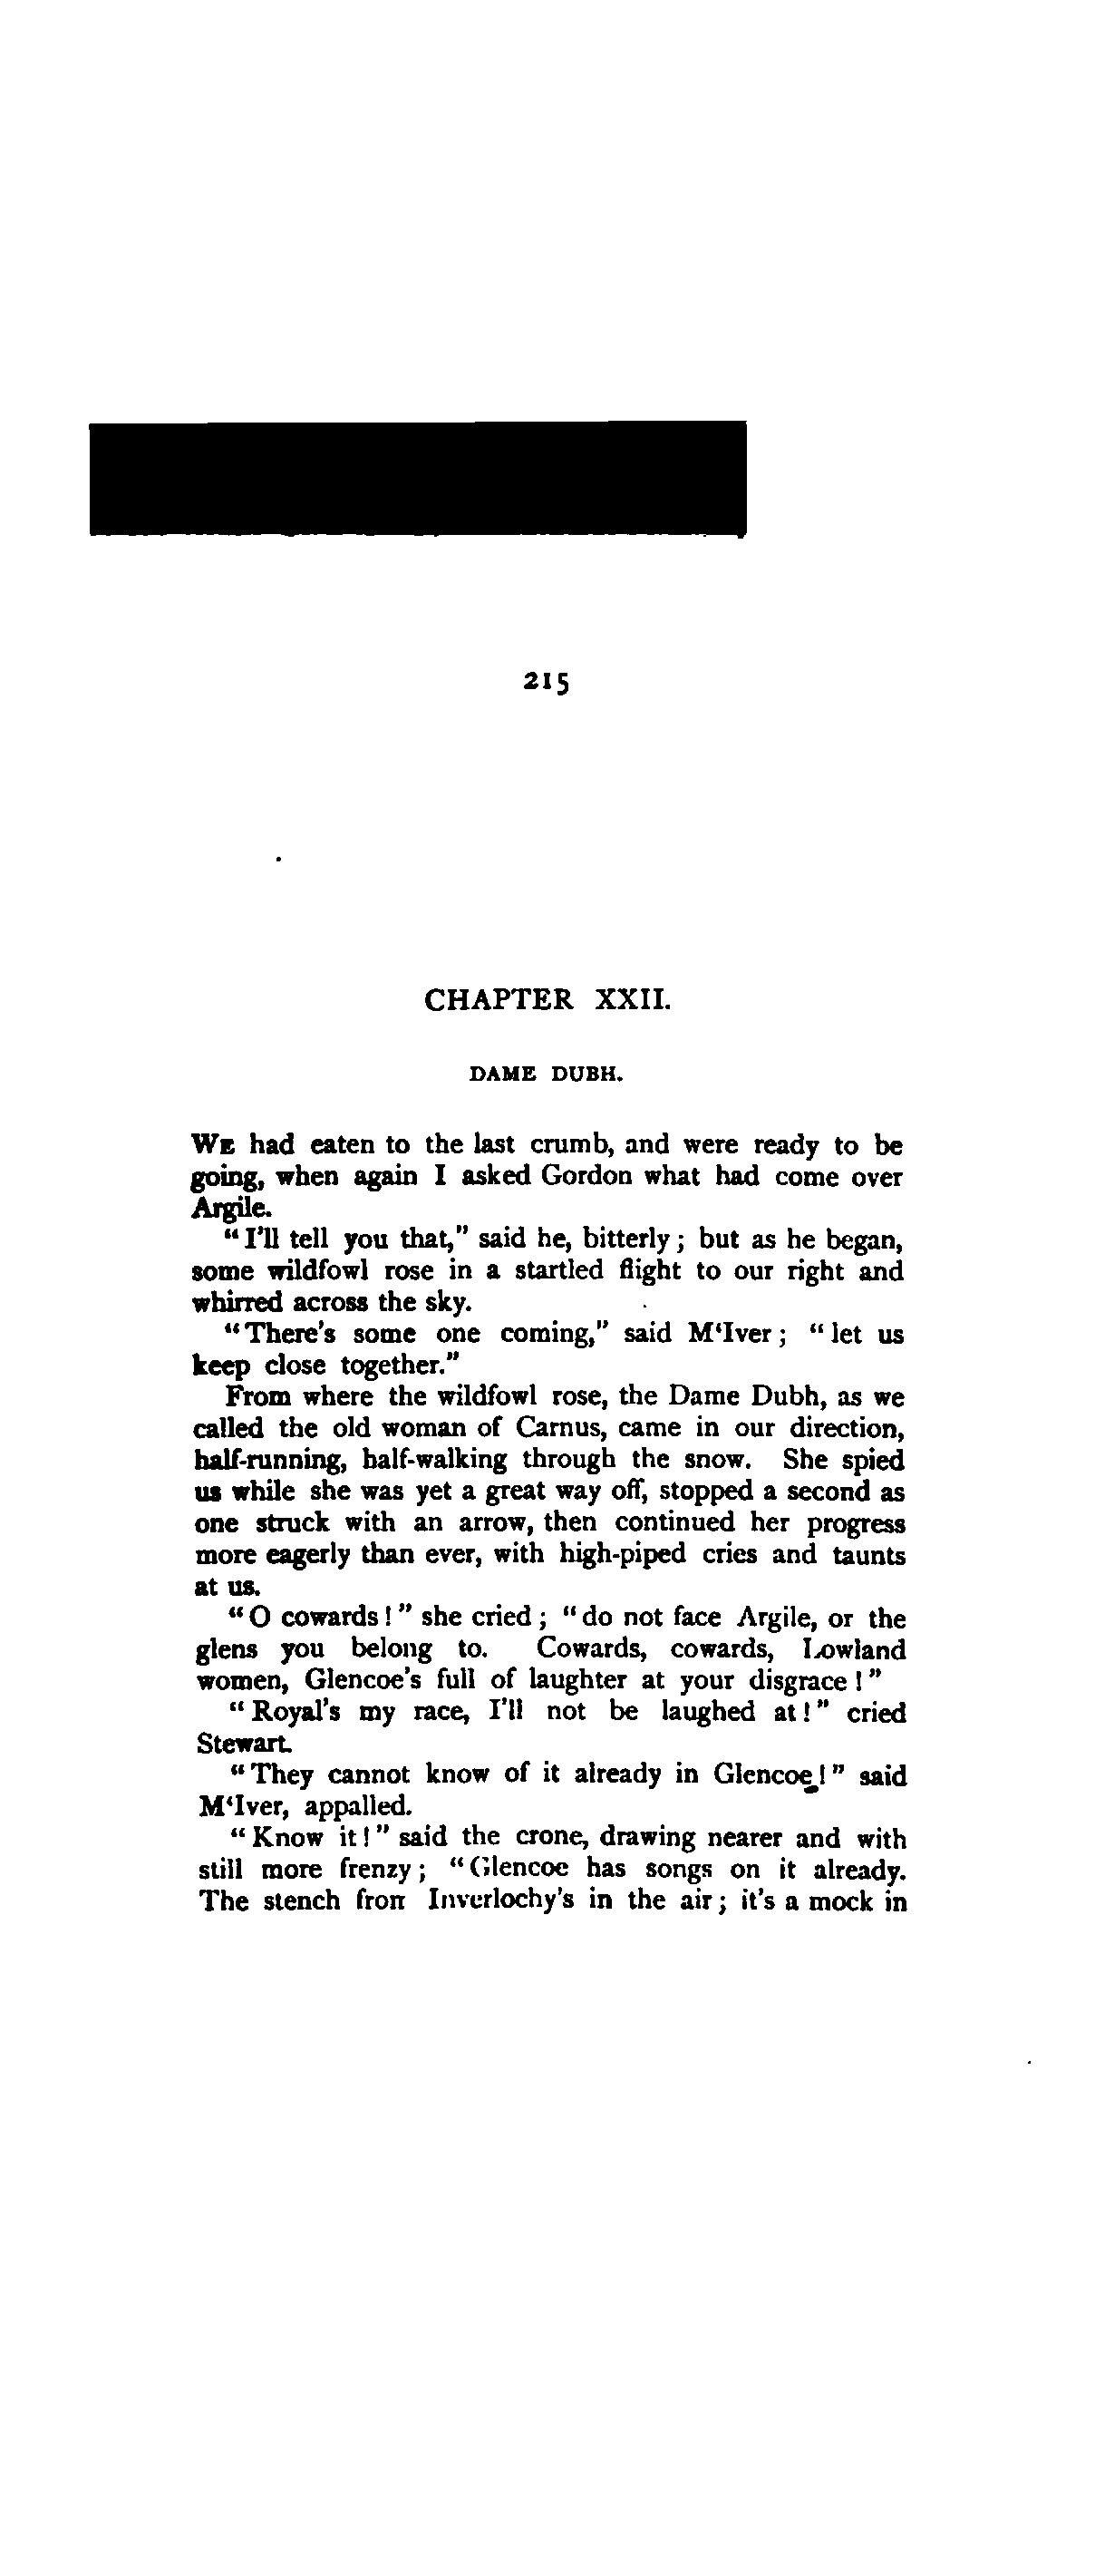 215
CHAPTER XXII.
DAME DUBH.
WE had eaten to the last crumb, and were ready to be
going, when again I asked Gordon what had come over
Argile.
"I'll tell you that," said he, bitterly; but as he began,
some wildfowl rose in a startled flight to our right and
whirred across the sky.
"There's some one coming," said M'Iver; "let us
keep close together."
From where the wildfowl rose, the Dame Dubh, as we
called the old woman of Carnus, came in our direction,
half-running, half-walking through the snow. She spied
us while she was yet a great way off, stopped a second as
one struck with an arrow, then continued her progress
more eagerly than ever, with high-piped cries and taunts
at us.
"O cowards!" she cried; "do not face Argile, or the
glens you belong to. Cowards, cowards, Lowland
women, Glencoe's full of laughter at your disgrace!"
"Royal's my race, I'll not be laughed at!" cried
Stewart.
"They cannot know of it already in Glencoe!" said
M'Iver, appalled.
"Know it!" said the crone, drawing nearer and with
still more frenzy; "Glencoe has songs on it already.
The stench from Inverlochy's in the air; it's a mock in